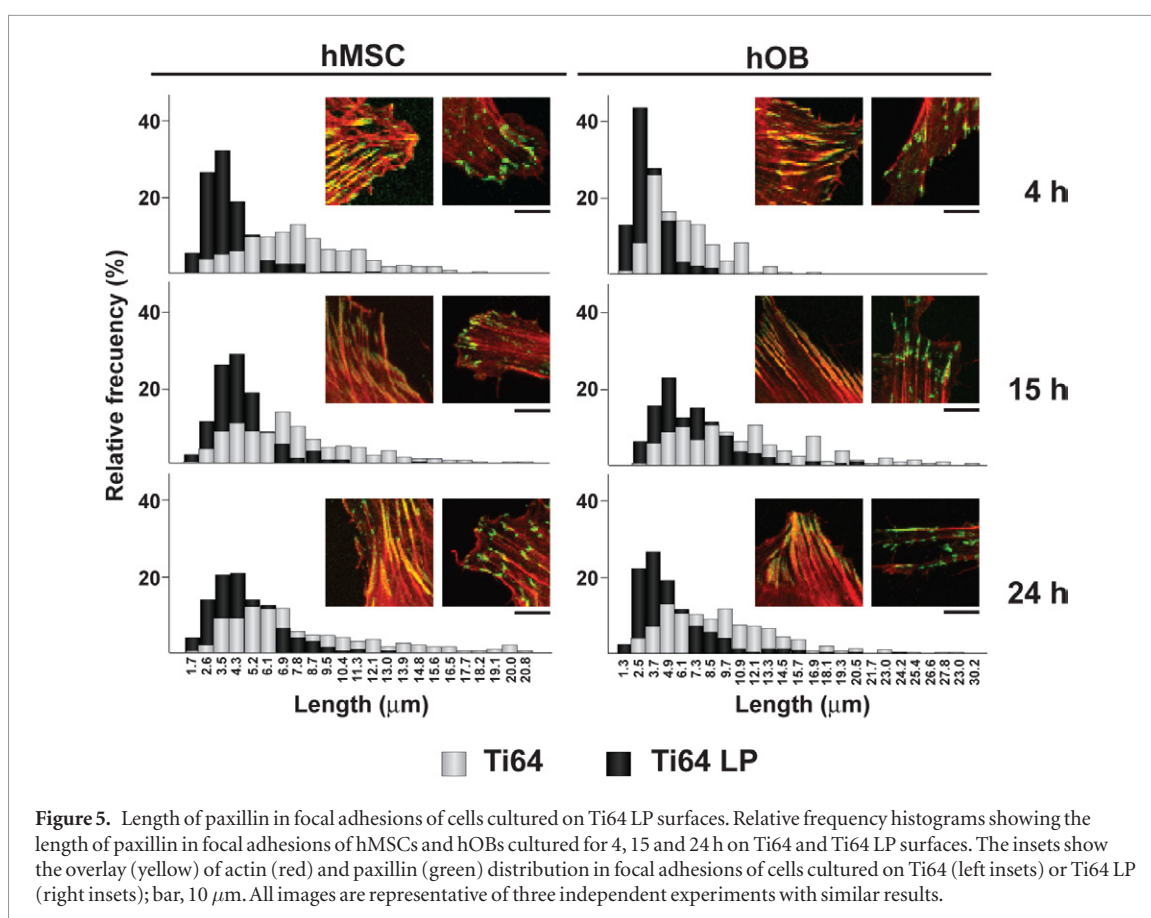 hMSC
hOB
Relative frecuency (%)
40
20
40
20
4 h
40
20
40
20
15 h
40
20
40
20
24 h
1.7 2.6 3.5 4.3 5.2 6.1 6.9 7.8 8.7 9.5 10.4 11.3 12.1 13.0 13.9 14.8 15.6 16.5 17.7 18.2 19.1 20.0 20.8
1.3 2.5 3.7 4.9 6.1 7.3 8.5 9.7 10.9 12.1 13.3 14.5 15.7 16.9 18.1 19.3 20.5 21.7 23.0 24.2 25.4 26.6 27.8 23.0 30.2
Length (μm)
Length (μm)
Ti64
Ti64 LP
Figure 5. Length of paxillin in focal adhesions of cells cultured on Ti64 LP surfaces. Relative frequency histograms showing the
length of paxillin in focal adhesions of hMSCs and hOBs cultured for 4, 15 and 24 h on Ti64 and Ti64 LP surfaces. The insets show
the overlay (yellow) of actin (red) and paxillin (green) distribution in focal adhesions of cells cultured on Ti64 (left insets) or Ti64 LP
(right insets); bar, 10 μm. All images are representative of three independent experiments with similar results.